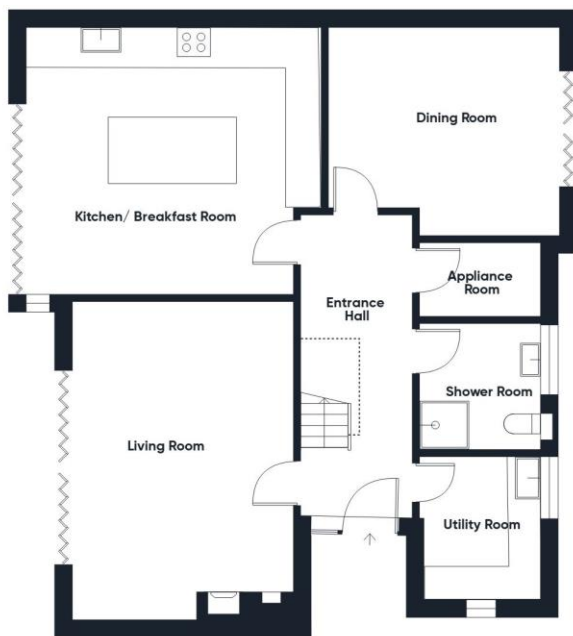 Dining Room
Kitchen/ Breakfast Room
Appliance
Room
Entrance
Hall
Shower Room
Living Room
Utility Room